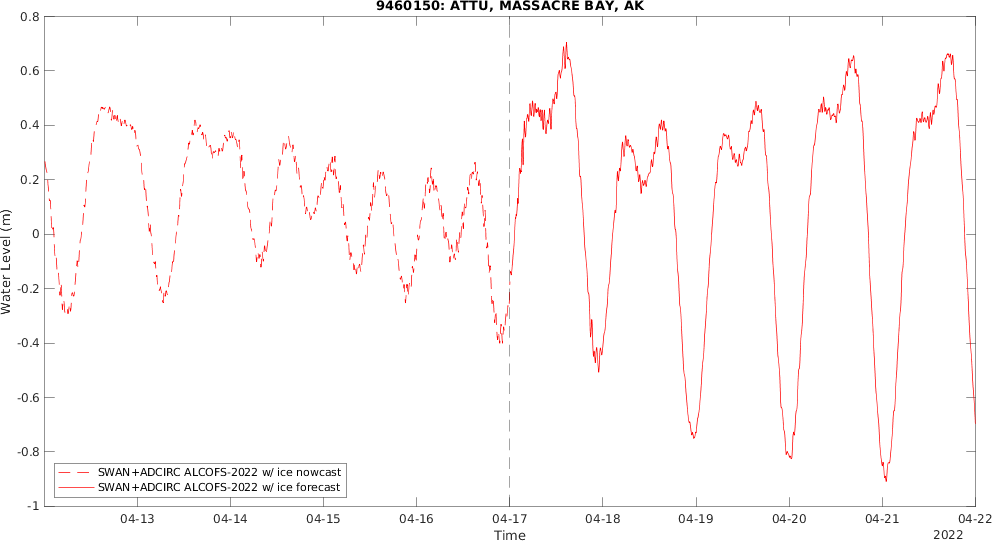 9460150: ATTU, MASSACRE BAY, AK
0.8
0.6
0.4
0.2
0
-0.2
-0.4
-0.6
-0.8
-1
Water Level (m)
SWAN+ADCIRC ALCOFS-2022 w/ ice nowcast
SWAN+ADCIRC ALCOFS-2022 w/ ice forecast
04-13 04-14 04-15 04-16 04-17 04-18 04-19 04-20 04-21 04-22
Time
2022